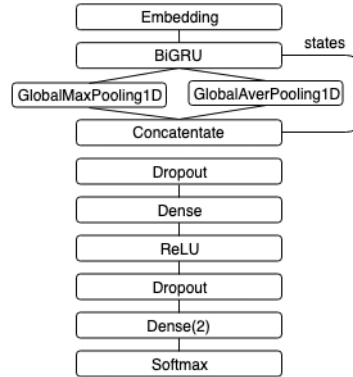 Embedding
states
BiGRU
GlobalMaxPooling1D
GlobalAverPooling1D
Concatentate
Dropout
Dense
ReLU
Dropout
Dense(2)
Softmax